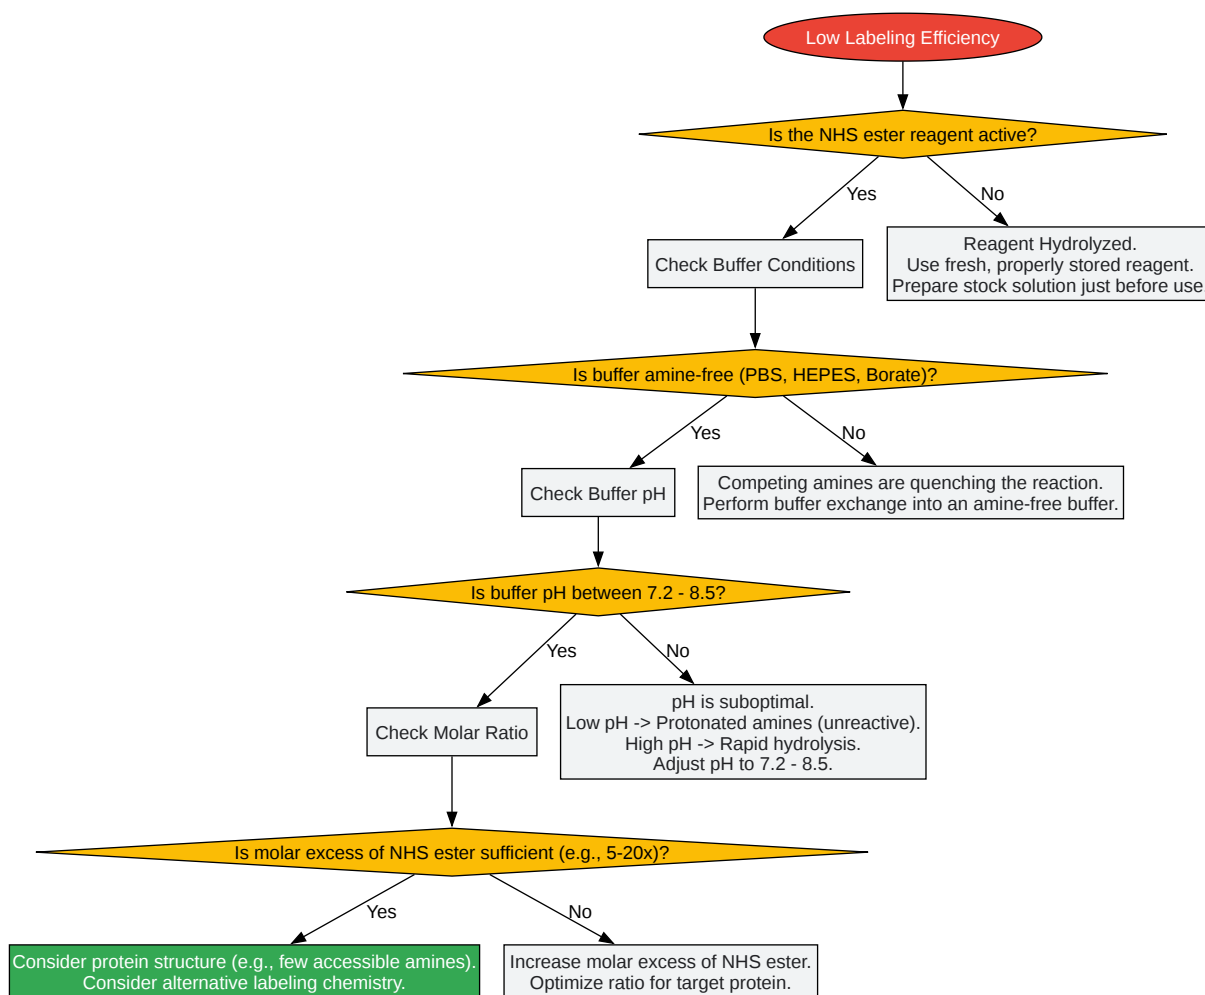 Low Labeling Efficiency
Is the NHS ester reagent active?
Yes
No
Check Buffer Conditions
Reagent Hydrolyzed.
Use fresh, properly stored reagent.
Prepare stock solution just before use.
Is buffer amine-free (PBS, HEPES, Borate)?
Yes
No
Check Buffer pH
Competing amines are quenching the reaction.
Perform buffer exchange into an amine-free buffer.
Is buffer pH between 7.2 - 8.5?
Yes
No
Check Molar Ratio
pH is suboptimal.
Low pH -> Protonated amines (unreactive).
High pH -> Rapid hydrolysis.
Adjust pH to 7.2 - 8.5.
Is molar excess of NHS ester sufficient (e.g., 5-20x)?
Yes
No
Consider protein structure (e.g., few accessible amines).
Consider alternative labeling chemistry.
Increase molar excess of NHS ester.
Optimize ratio for target protein.